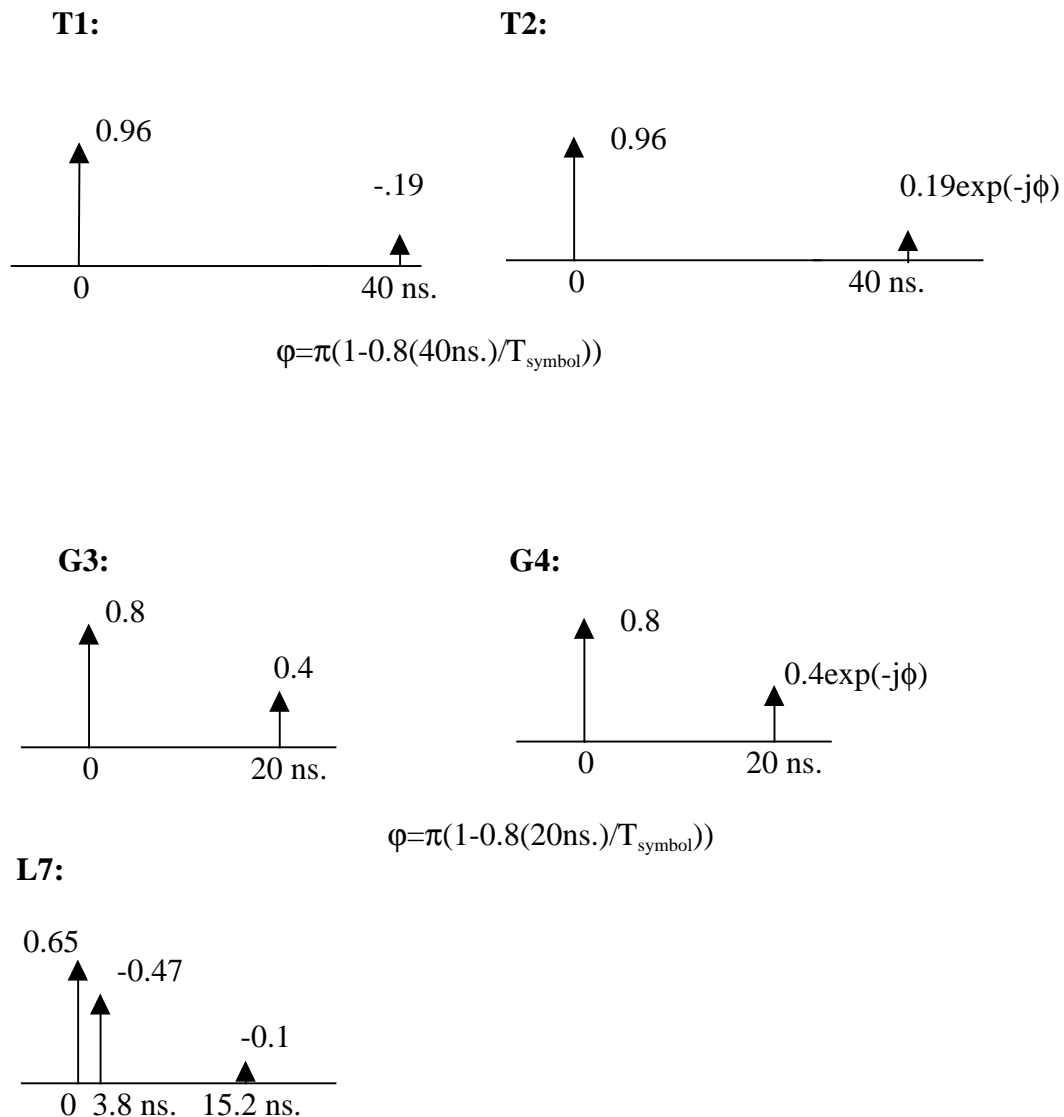 T1: T2:
0.96 0.96
-.19 0.19exp(-jϕ)
0 40 ns. 0 40 ns.
φ=π(1-0.8(40ns.)/Tsymbol))
G3: G4:
0.8 0.8
0.4 0.4exp(-jϕ)
0 20 ns. 0 20 ns.
φ=π(1-0.8(20ns.)/Tsymbol))
L7:
0.65
-0.47
-0.1
0 3.8 ns. 15.2 ns.